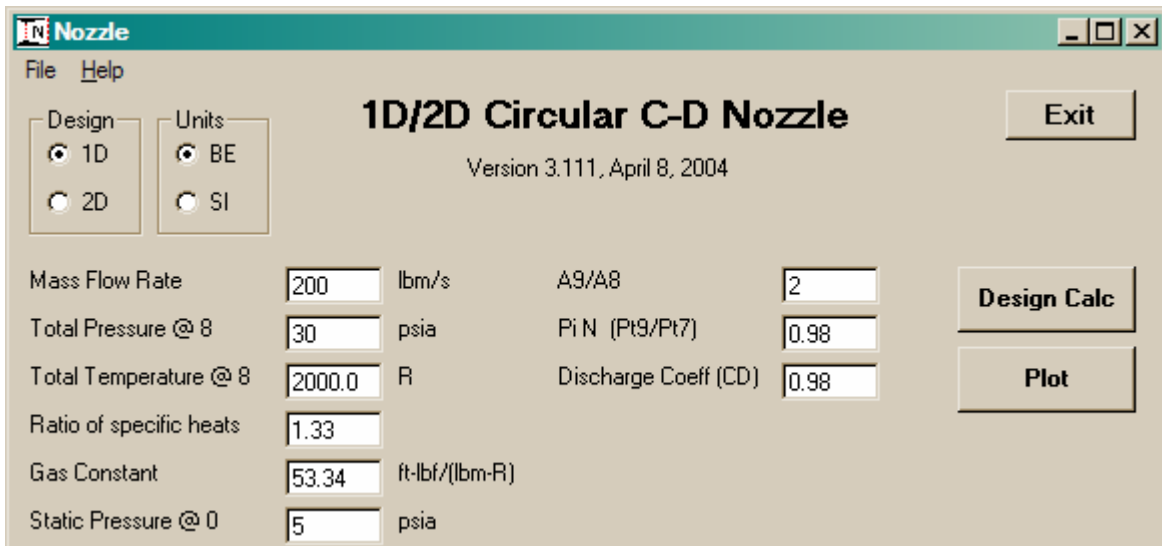 Nozzle
File Help
1D/2D Circular C-D Nozzle
Version 3.111, April 8, 2004
Exit
Design
1D
2D
Units
BE
SI
Mass Flow Rate 200 lbm/s
Total Pressure @ 8 30 psia
Total Temperature @ 8 2000.0 R
Ratio of specific heats 1.33
Gas Constant 53.34 ft-lbf/(lbm-R)
Static Pressure @ 0 5 psia
A9/A8 2
Pi N (Pt9/Pt7) 0.98
Discharge Coeff (CD) 0.98
Design Calc
Plot